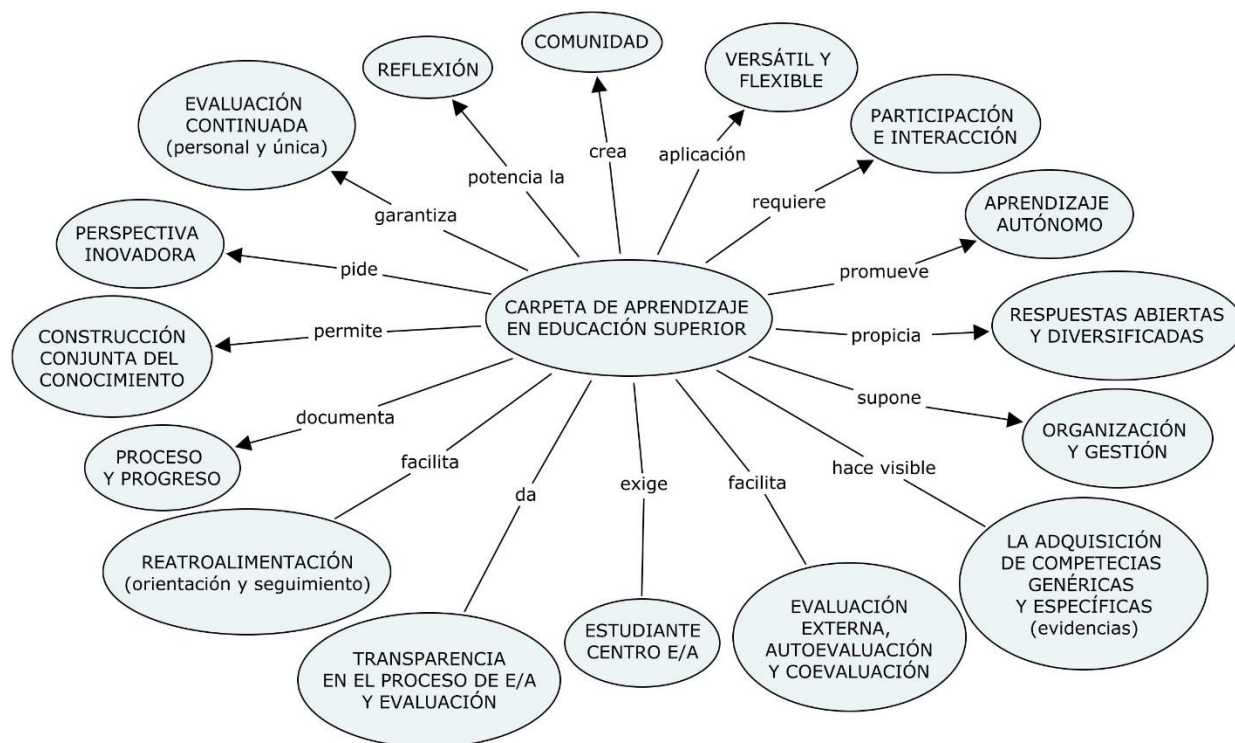 COMUNIDAD
REFLEXIÓN
VERSÁTIL Y
FLEXIBLE
EVALUACIÓN
CONTINUADA
(personal y única)
PARTICIPACIÓN
E INTERACCIÓN
crea
aplicación
potencia la
requiere
garantiza
APRENDIZAJE
AUTÓNOMO
PERSPECTIVA
INOVADORA
pide
promueve
CARPETA DE APRENDIZAJE
EN EDUCACIÓN SUPERIOR
CONSTRUCCIÓN
CONJUNTA DEL
CONOCIMIENTO
permite
propicia
RESPUESTAS ABIERTAS
Y DIVERSIFICADAS
documenta
supone
PROCESO
Y PROGRESO
ORGANIZACIÓN
Y GESTIÓN
facilita
da
exige
facilita
hace visible
REATROALIMENTACIÓN
(orientación y seguimiento)
LA ADQUISICIÓN
DE COMPETECIAS
GENÉRICAS
Y ESPECÍFICAS
(evidencias)
TRANSPARENCIA
EN EL PROCESO DE E/A
Y EVALUACIÓN
ESTUDIANTE
CENTRO E/A
EVALUACIÓN
EXTERNA,
AUTOEVALUACIÓN
Y COEVALUACIÓN